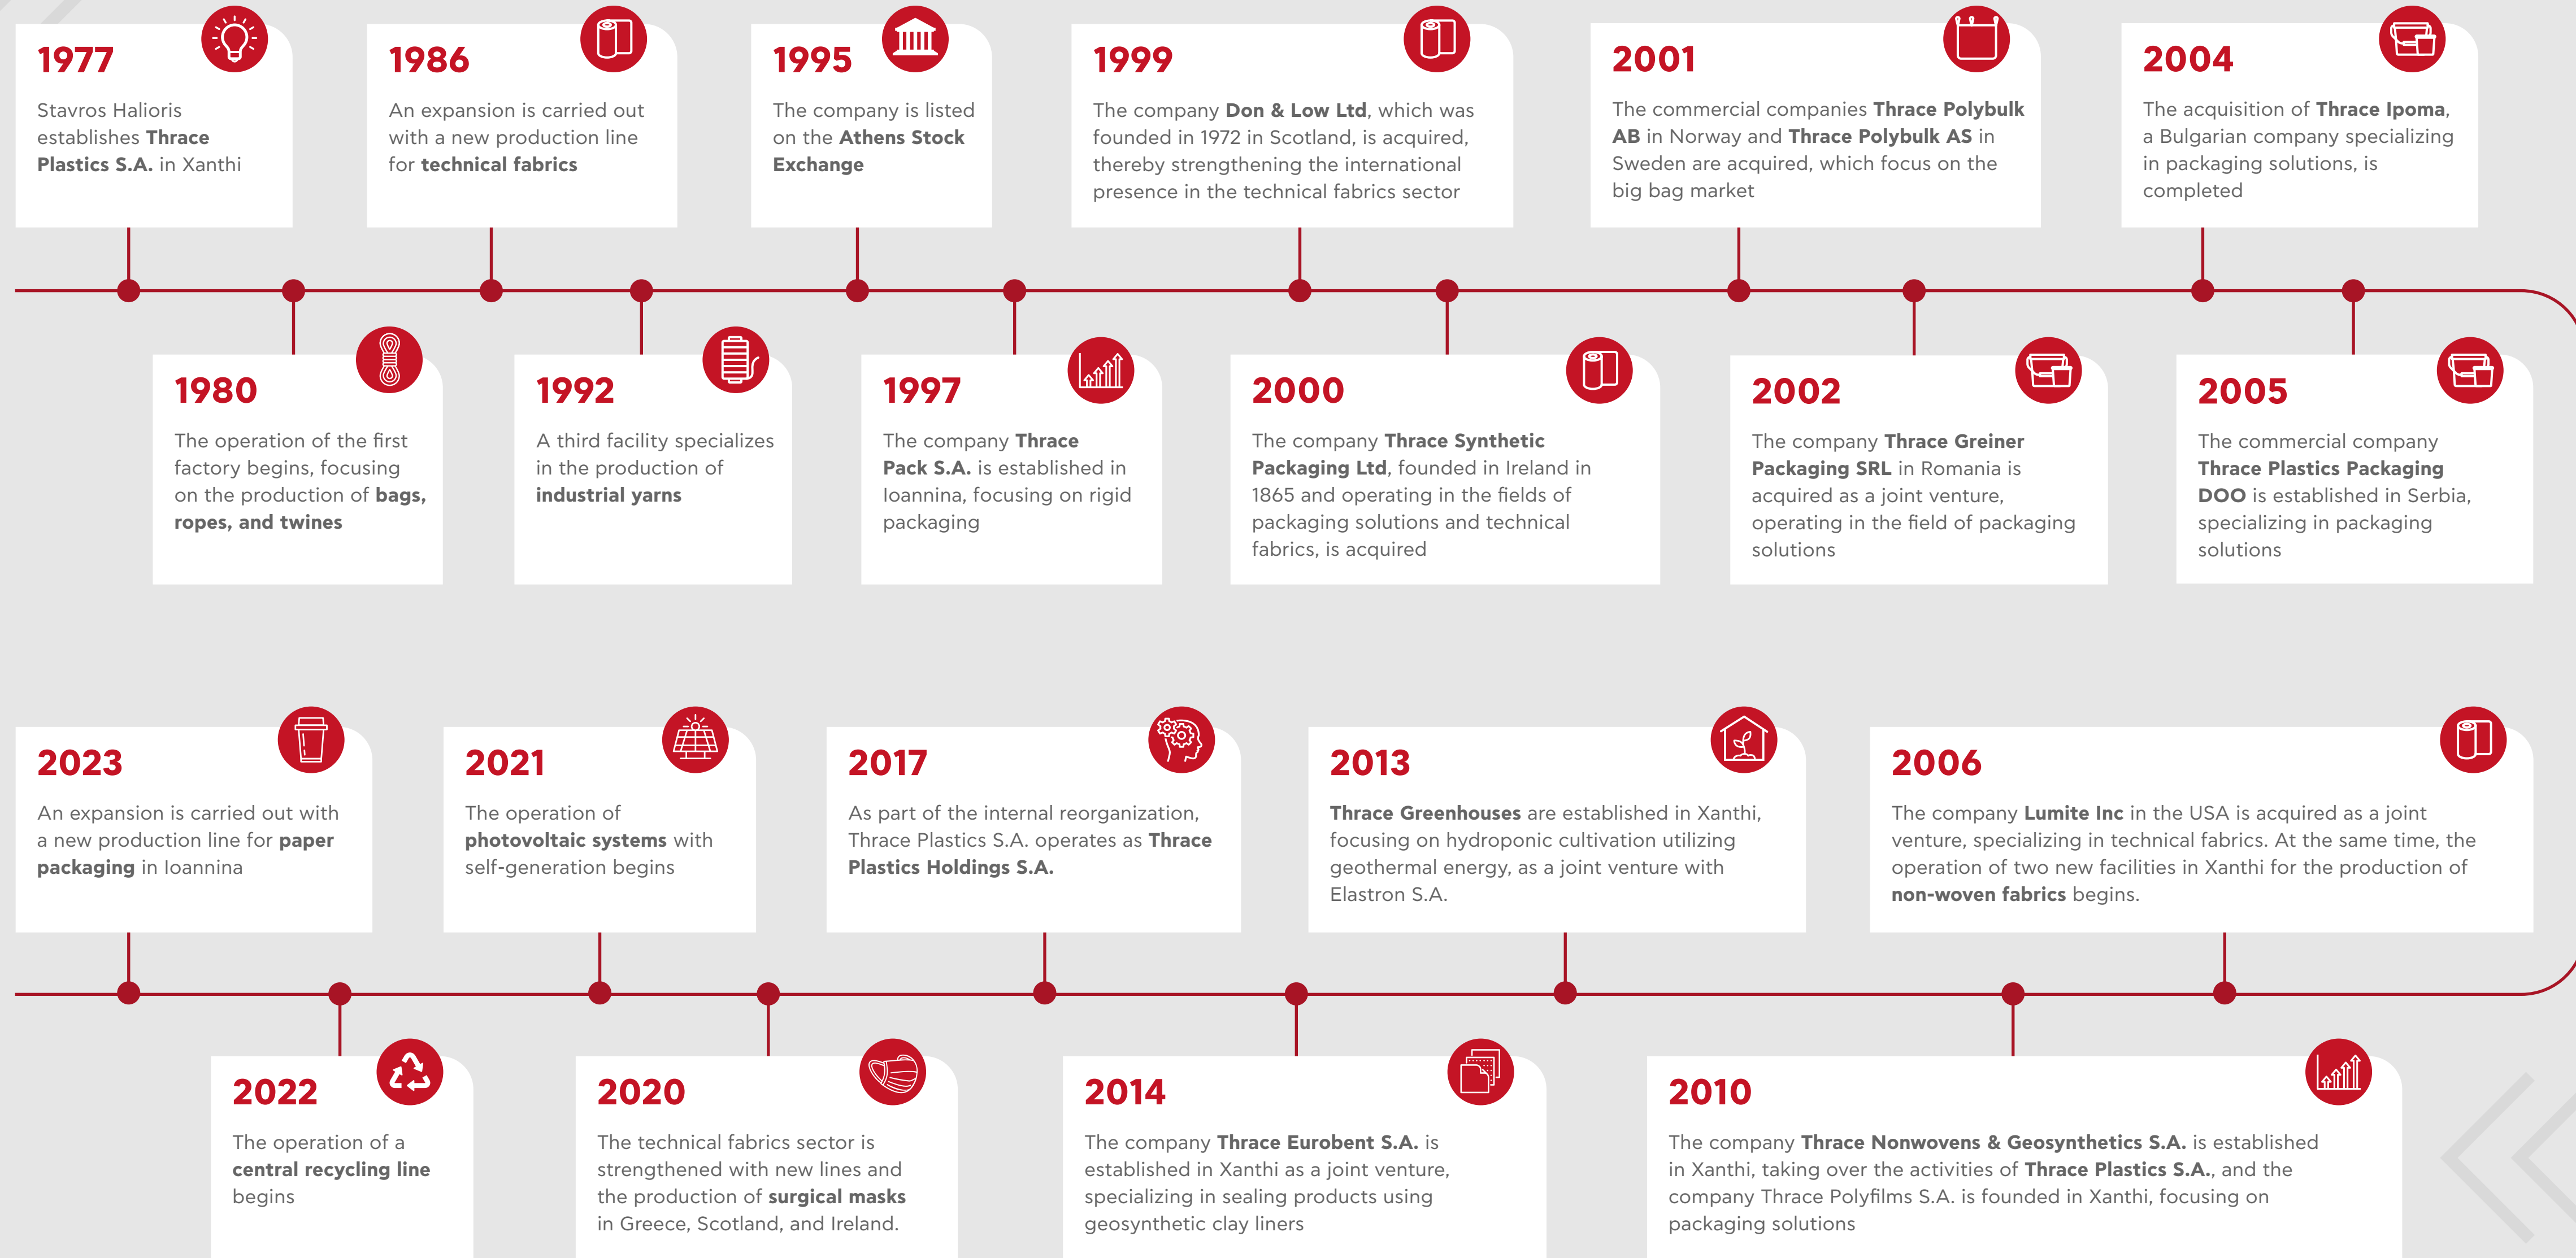 1977
Stavros Halioris
establishes Thrace
Plastics S.A. in Xanthi
1980
The operation of the first
factory begins, focusing
on the production of bags,
ropes, and twines
1986
An expansion is carried out
with a new production line
for technical fabrics
1992
A third facility specializes
in the production of
industrial yarns
1995
The company is listed
on the Athens Stock
Exchange
1997
The company Thrace
Pack S.A. is established in
Ioannina, focusing on rigid
packaging
1999
The company Don & Low Ltd, which was
founded in 1972 in Scotland, is acquired,
thereby strengthening the international
presence in the technical fabrics sector
2000
The company Thrace Synthetic
Packaging Ltd, founded in Ireland in
1865 and operating in the fields of
packaging solutions and technical
fabrics, is acquired
2001
The commercial companies Thrace Polybulk
AB in Norway and Thrace Polybulk AS in
Sweden are acquired, which focus on the
big bag market
2002
The company Thrace Greiner
Packaging SRL in Romania is
acquired as a joint venture,
operating in the field of packaging
solutions
2004
The acquisition of Thrace Ipoma,
a Bulgarian company specializing
in packaging solutions, is
completed
2005
The commercial company
Thrace Plastics Packaging
DOO is established in Serbia,
specializing in packaging
solutions
2006
The company Lumite Inc in the USA is acquired as a joint
venture, specializing in technical fabrics. At the same time, the
operation of two new facilities in Xanthi for the production of
non-woven fabrics begins.
2010
The company Thrace Nonwovens & Geosynthetics S.A. is established
in Xanthi, taking over the activities of Thrace Plastics S.A., and the
company Thrace Polyfilms S.A. is founded in Xanthi, focusing on
packaging solutions
2013
Thrace Greenhouses are established in Xanthi,
focusing on hydroponic cultivation utilizing
geothermal energy, as a joint venture with
Elastron S.A.
2014
The company Thrace Eurobent S.A. is
established in Xanthi as a joint venture,
specializing in sealing products using
geosynthetic clay liners
2017
As part of the internal reorganization,
Thrace Plastics S.A. operates as Thrace
Plastics Holdings S.A.
2020
The technical fabrics sector is
strengthened with new lines and
the production of surgical masks
in Greece, Scotland, and Ireland.
2021
The operation of
photovoltaic systems with
self-generation begins
2022
The operation of a
central recycling line
begins
2023
An expansion is carried out with
a new production line for paper
packaging in Ioannina